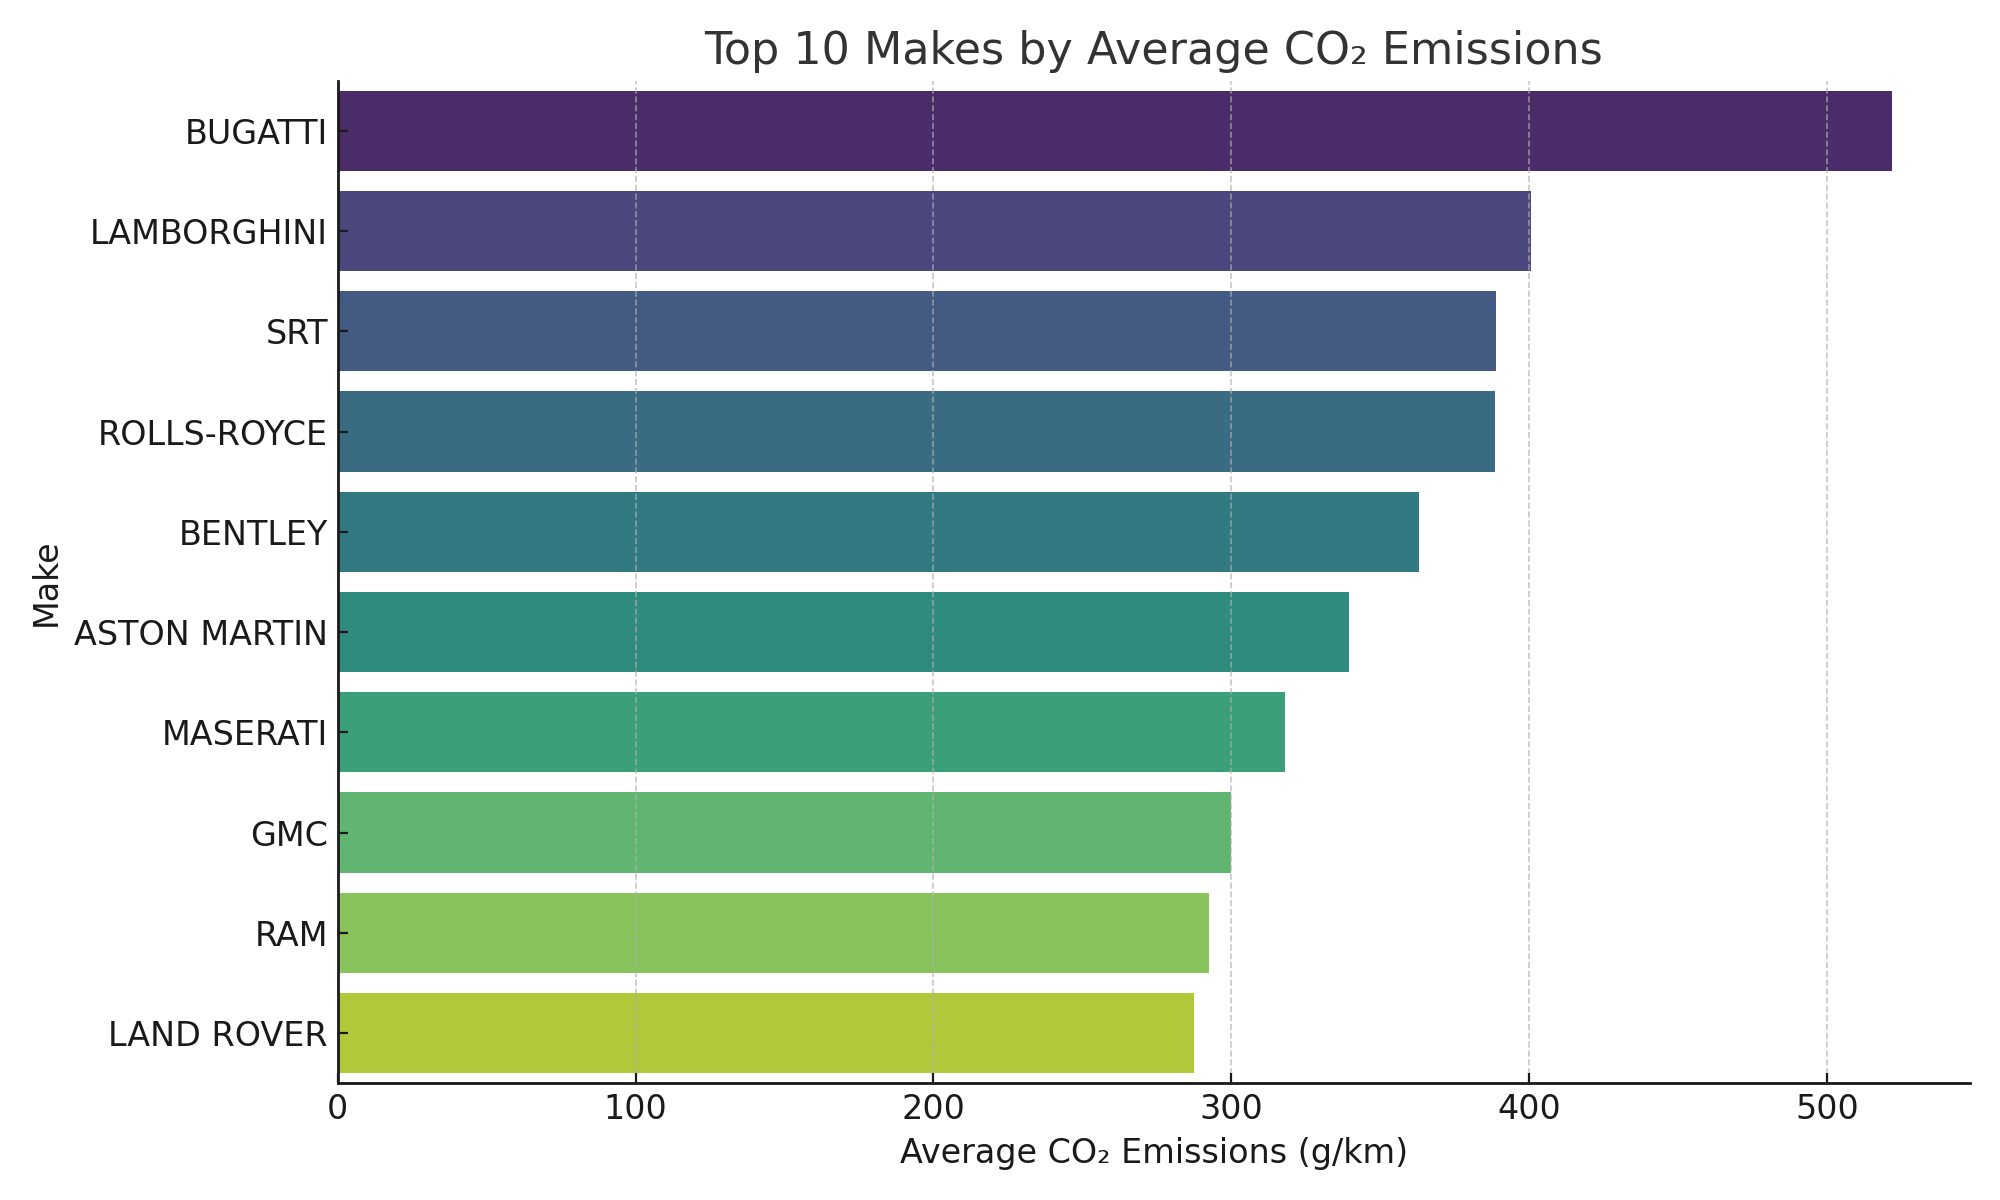 Top 10 Makes by Average CO₂ Emissions
BUGATTI
LAMBORGHINI
SRT
ROLLS-ROYCE
BENTLEY
ASTON MARTIN
MASERATI
GMC
RAM
LAND ROVER
Make
0 100 200 300 400 500
Average CO₂ Emissions (g/km)